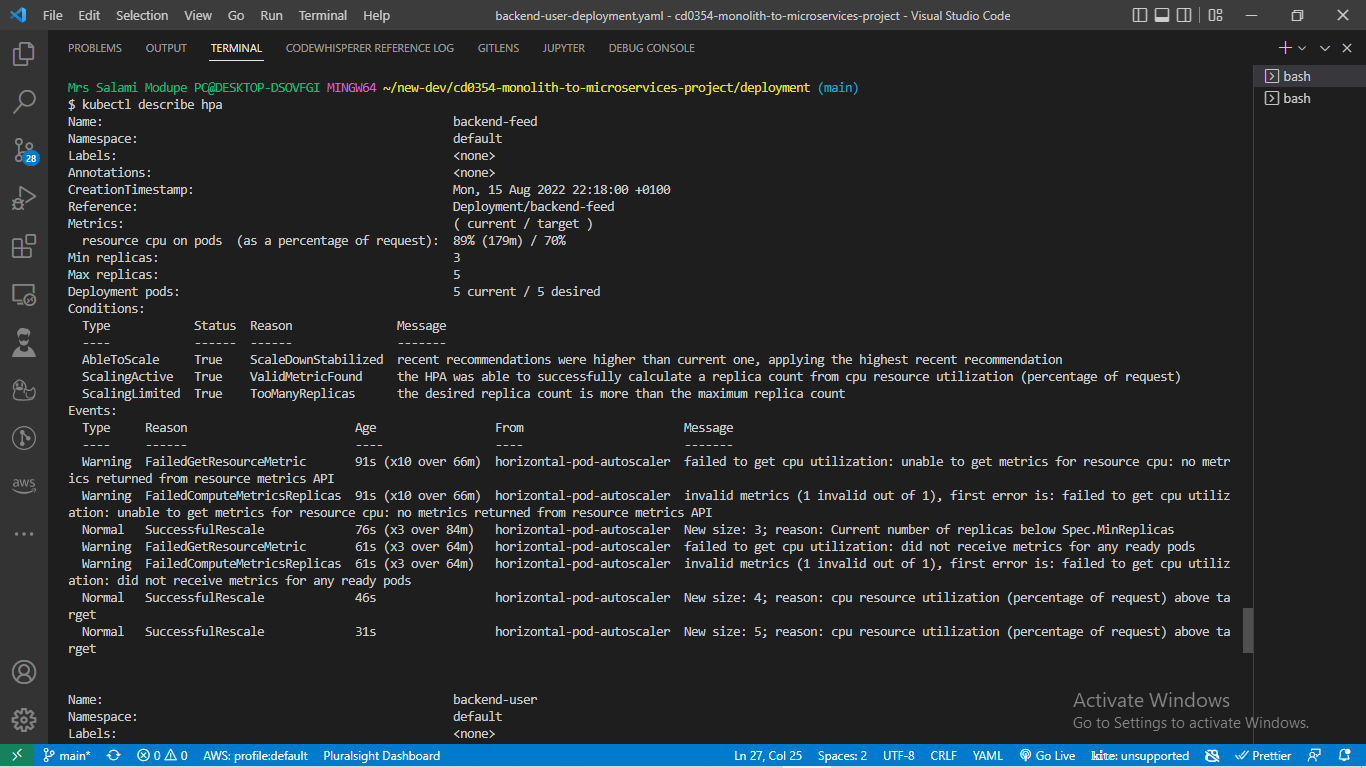 File Edit Selection View Go Run Terminal Help backend-user-deployment.yaml - cd0354-monolith-to-microservices-project - Visual Studio Code
PROBLEMS OUTPUT TERMINAL CODEWHISPERER REFERENCE LOG GITLENS JUPYTER DEBUG CONSOLE
bash
bash
28
aws
Mrs Salami Modupe PC@DESKTOP-DSOVFGI MINGW64 ~/new-dev/cd0354-monolith-to-microservices-project/deployment (main)
$ kubectl describe hpa
Name: backend-feed
Namespace: default
Labels: <none>
Annotations: <none>
CreationTimestamp: Mon, 15 Aug 2022 22:18:00 +0100
Reference: Deployment/backend-feed
Metrics: ( current / target )
resource cpu on pods (as a percentage of request): 89% (179m) / 70%
Min replicas: 3
Max replicas: 5
Deployment pods: 5 current / 5 desired
Conditions:
Type Status Reason Message
---- ------ ------ -------
AbleToScale True ScaleDownStabilized recent recommendations were higher than current one, applying the highest recent recommendation
ScalingActive True ValidMetricFound the HPA was able to successfully calculate a replica count from cpu resource utilization (percentage of request)
ScalingLimited True TooManyReplicas the desired replica count is more than the maximum replica count
Events:
Type Reason Age From Message
---- ------ ---- ---- -------
Warning FailedGetResourceMetric 91s (x10 over 66m) horizontal-pod-autoscaler failed to get cpu utilization: unable to get metrics for resource cpu: no metr
ics returned from resource metrics API
Warning FailedComputeMetricsReplicas 91s (x10 over 66m) horizontal-pod-autoscaler invalid metrics (1 invalid out of 1), first error is: failed to get cpu utiliz
ation: unable to get metrics for resource cpu: no metrics returned from resource metrics API
Normal SuccessfulRescale 76s (x3 over 84m) horizontal-pod-autoscaler New size: 3; reason: Current number of replicas below Spec.MinReplicas
Warning FailedGetResourceMetric 61s (x3 over 64m) horizontal-pod-autoscaler failed to get cpu utilization: did not receive metrics for any ready pods
Warning FailedComputeMetricsReplicas 61s (x3 over 64m) horizontal-pod-autoscaler invalid metrics (1 invalid out of 1), first error is: failed to get cpu utiliz
ation: did not receive metrics for any ready pods
Normal SuccessfulRescale 46s horizontal-pod-autoscaler New size: 4; reason: cpu resource utilization (percentage of request) above ta
rget
Normal SuccessfulRescale 31s horizontal-pod-autoscaler New size: 5; reason: cpu resource utilization (percentage of request) above ta
rget
Name: backend-user
Namespace: default
Labels: <none>
Activate Windows
Go to Settings to activate Windows.
main* 0 0 AWS: profile:default Pluralsight Dashboard Ln 27, Col 25 Spaces: 2 UTF-8 CRLF YAML Go Live kite: unsupported Prettier